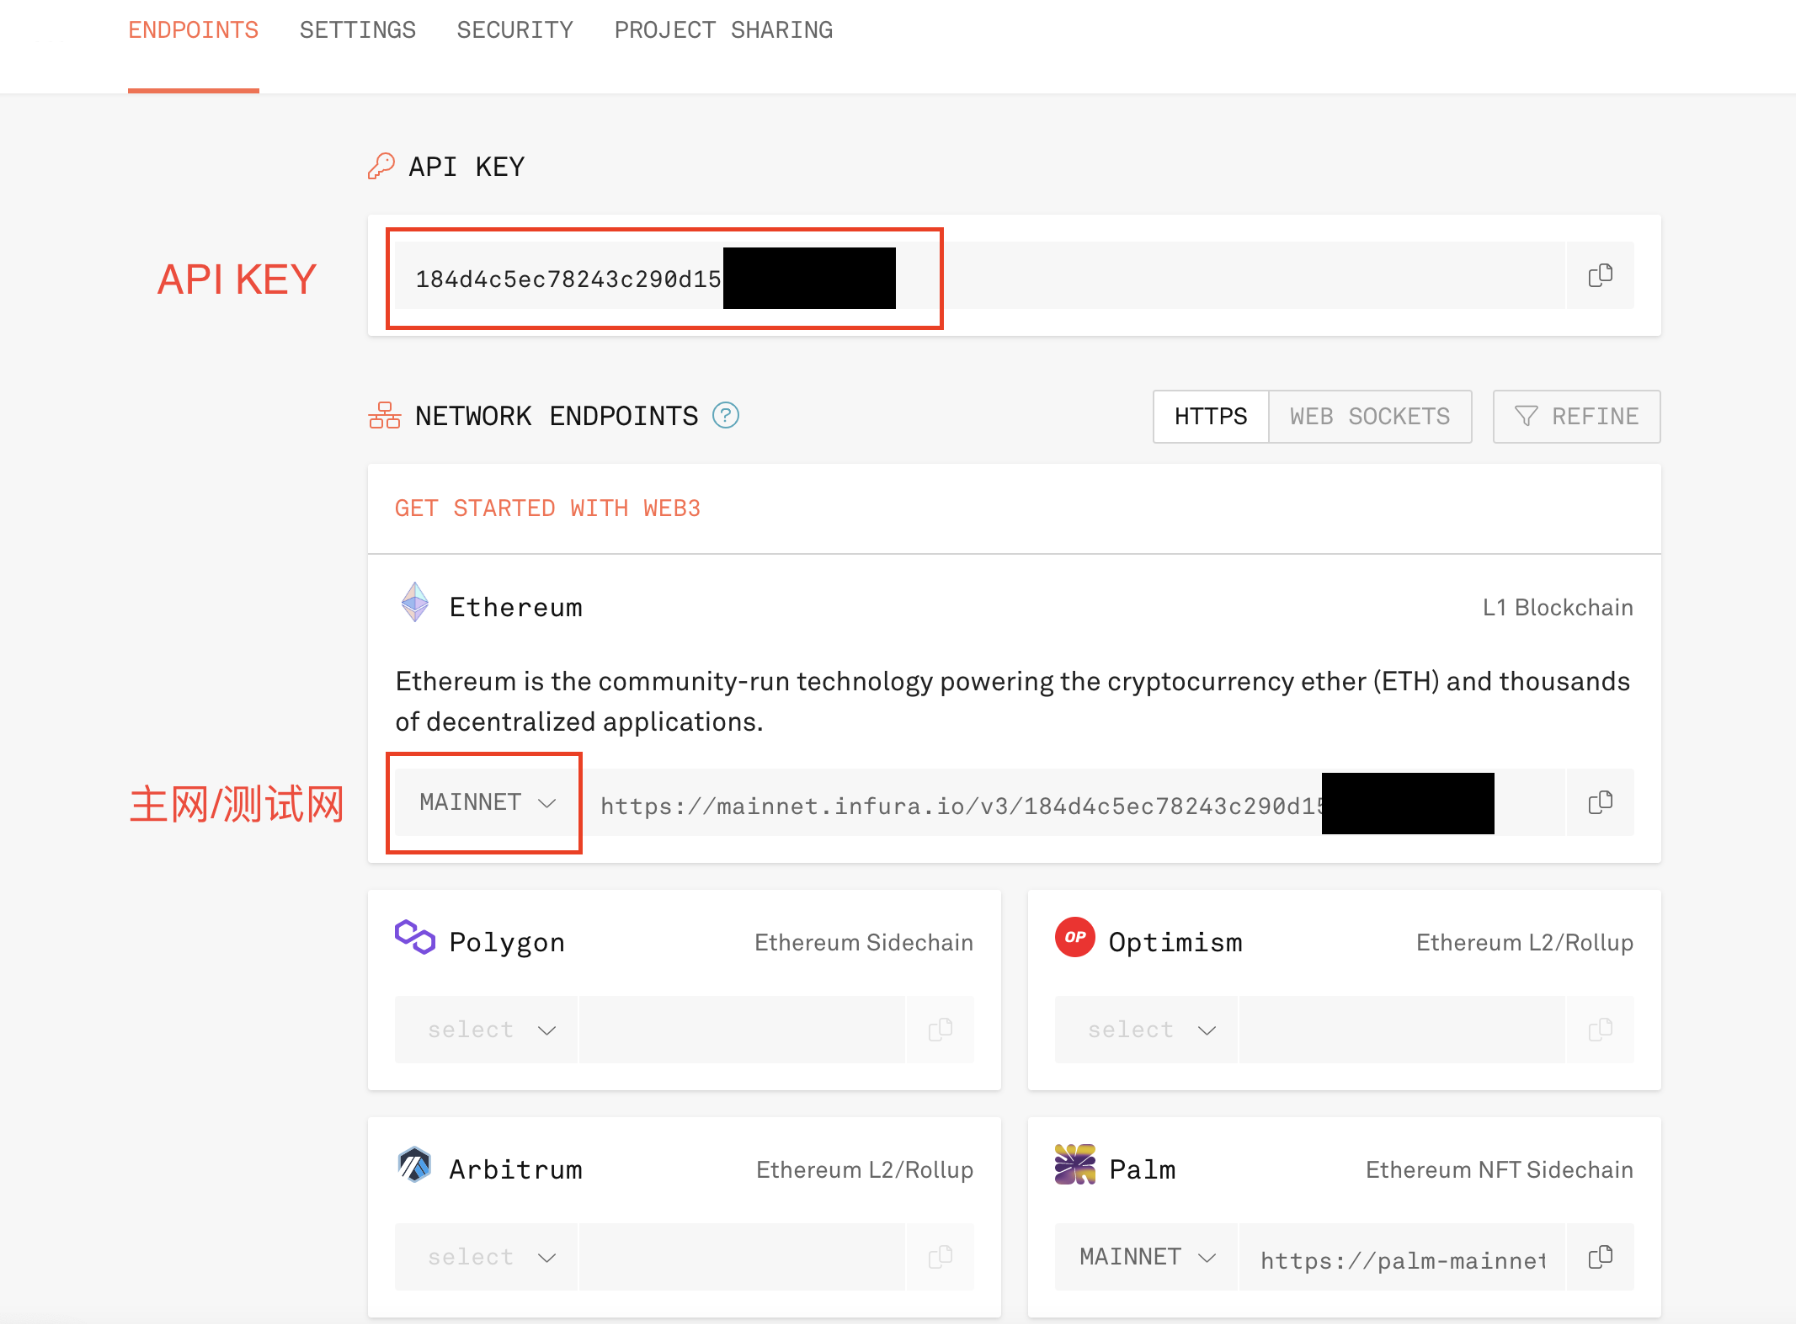 ENDPOINTS SETTINGS SECURITY PROJECT SHARING
API KEY
API KEY
184d4c5ec78243c290d15
NETWORK ENDPOINTS ?
HTTPS WEB SOCKETS REFINE
GET STARTED WITH WEB3
Ethereum L1 Blockchain
Ethereum is the community-run technology powering the cryptocurrency ether (ETH) and thousands
of decentralized applications.
主网/测试网
MAINNET https://mainnet.infura.io/v3/184d4c5ec78243c290d15
Polygon Ethereum Sidechain
select
OP Optimism Ethereum L2/Rollup
select
Arbitrum Ethereum L2/Rollup
select
Palm Ethereum NFT Sidechain
MAINNET https://palm-mainnet